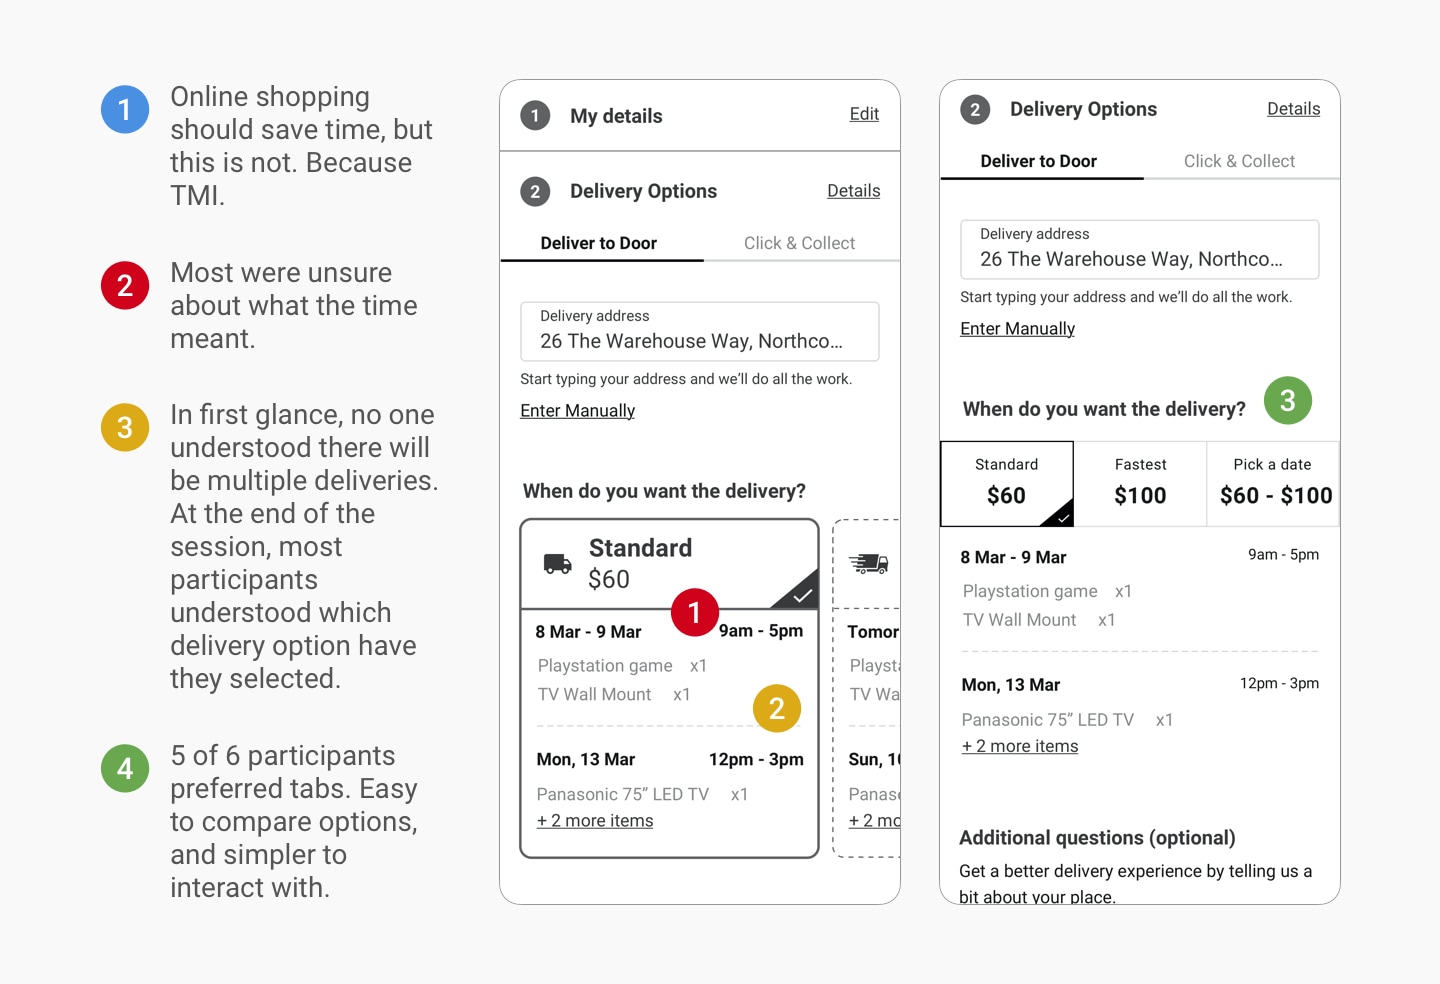 1
Online shopping
should save time, but
this is not. Because
TMI.
2
Most were unsure
about what the time
meant.
3
In first glance, no one
understood there will
be multiple deliveries.
At the end of the
session, most
participants
understood which
delivery option have
they selected.
4
5 of 6 participants
preferred tabs. Easy
to compare options,
and simpler to
interact with.
1 My details Edit
2 Delivery Options Details
Deliver to Door Click & Collect
Delivery address
26 The Warehouse Way, Northco...
Start typing your address and we’ll do all the work.
Enter Manually
When do you want the delivery?
Standard
$60
1
8 Mar - 9 Mar 9am - 5pm
Playstation game x1
TV Wall Mount x1
2
Mon, 13 Mar 12pm - 3pm
Panasonic 75” LED TV x1
+ 2 more items
Tomor
Playsta
TV Wa
Sun, 10
Panaso
+ 2 mo
2 Delivery Options Details
Deliver to Door Click & Collect
Delivery address
26 The Warehouse Way, Northco...
Start typing your address and we’ll do all the work.
Enter Manually
When do you want the delivery? 3
Standard Fastest Pick a date
$60 $100 $60 - $100
8 Mar - 9 Mar 9am - 5pm
Playstation game x1
TV Wall Mount x1
Mon, 13 Mar 12pm - 3pm
Panasonic 75” LED TV x1
+ 2 more items
Additional questions (optional)
Get a better delivery experience by telling us a
bit about your place.